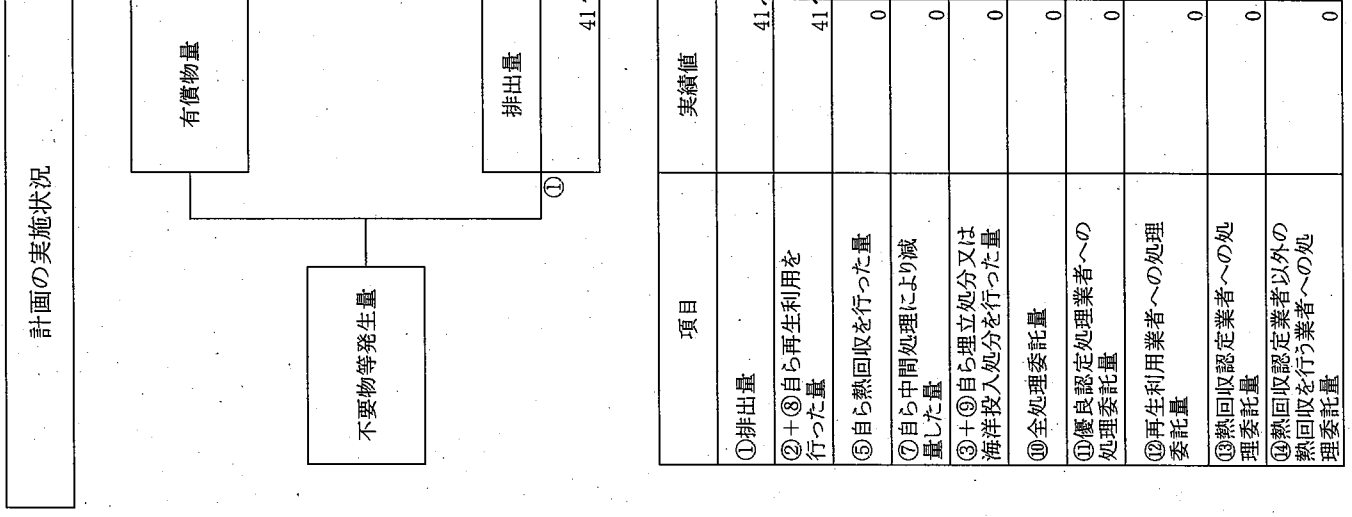 計画の実施状況
有償物量
不要物等発生量
排出量
①
41
項目
実績値
①排出量
41
②+⑧自ら再生利用を
行った量
41
⑤自ら熱回収を行った量
0
⑦自ら中間処理により減
量した量
0
③+⑨自ら埋立処分又は
海洋投入処分を行った量
0
⑩全処理委託量
0
⑪優良認定処理業者への
処理委託量
0
⑫再生利用業者への処理
委託量
0
⑬熱回収認定業者への処
理委託量
0
⑭熱回収認定業者以外の
熱回収を行う業者への処
理委託量
0